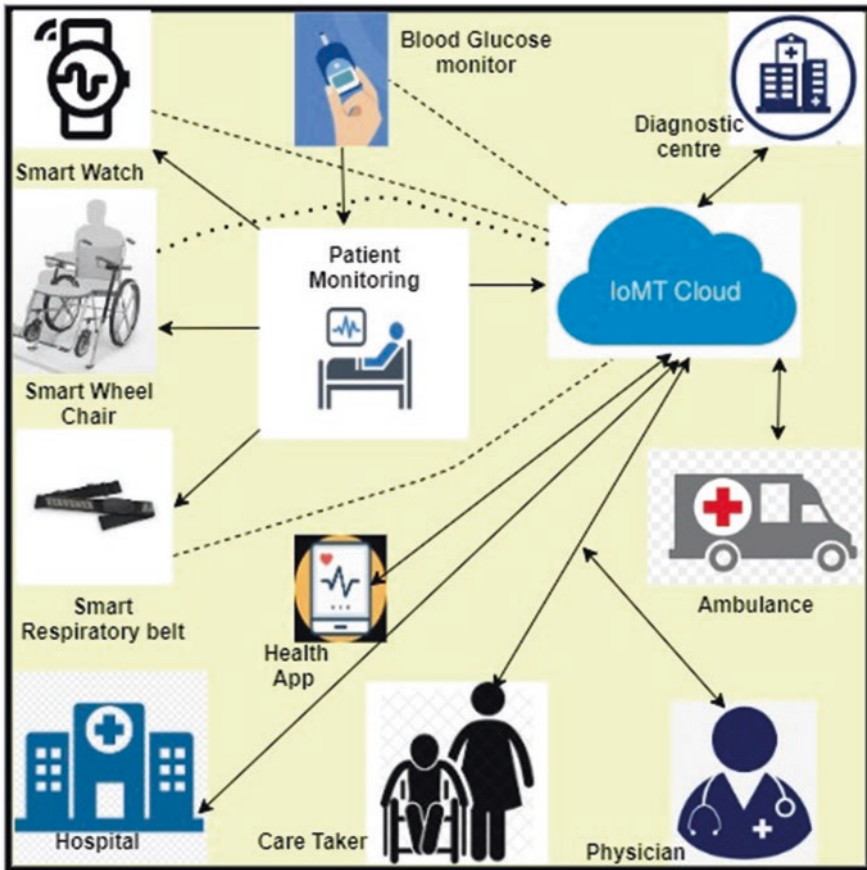 Blood Glucose
monitor
Diagnostic
centre
Smart Watch
Patient
Monitoring
IoMT Cloud
Smart Wheel
Chair
Smart
Respiratory belt
Health
App
Ambulance
Hospital
Care Taker
Physician